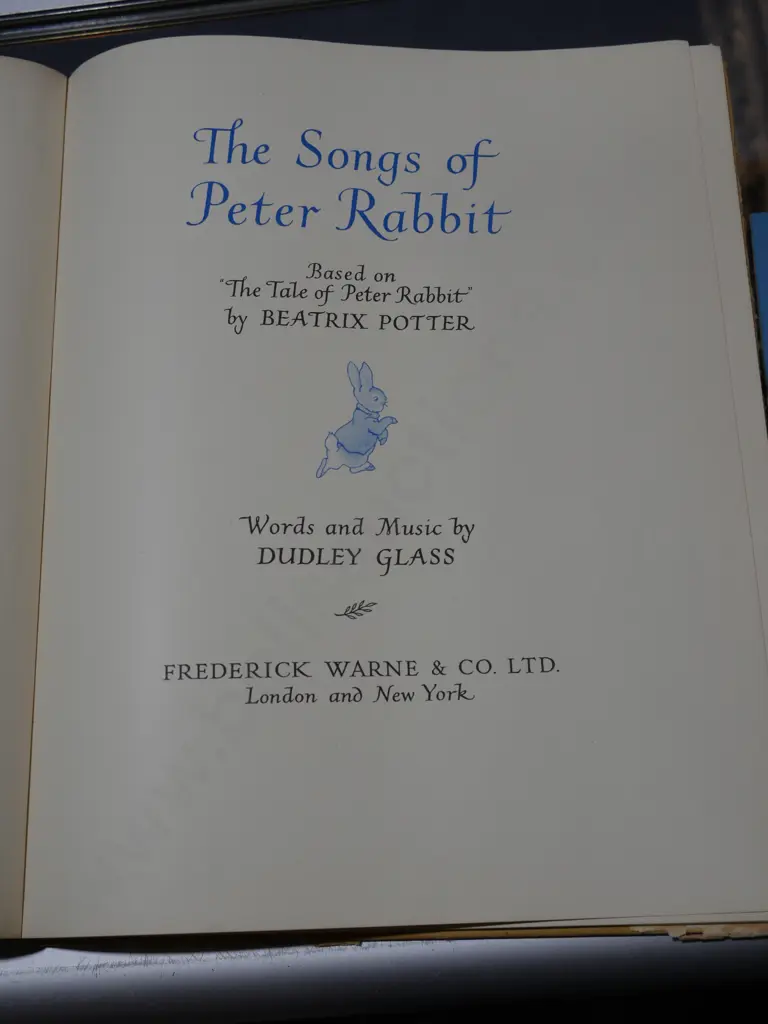 The Songs of
Peter Rabbit
Based on
"The Tale of Peter Rabbit"
by BEATRIX POTTER
Words and Music by
DUDLEY GLASS
FREDERICK WARNE & CO. LTD.
London and New York